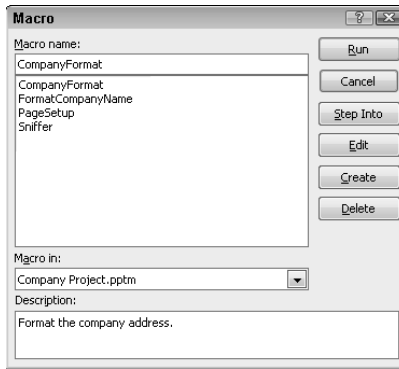 Macro
Macro name:
CompanyFormat
CompanyFormat
FormatCompanyName
PageSetup
Sniffer
Run
Cancel
Step Into
Edit
Create
Delete
Macro in:
Company Project.pptm
Description:
Format the company address.